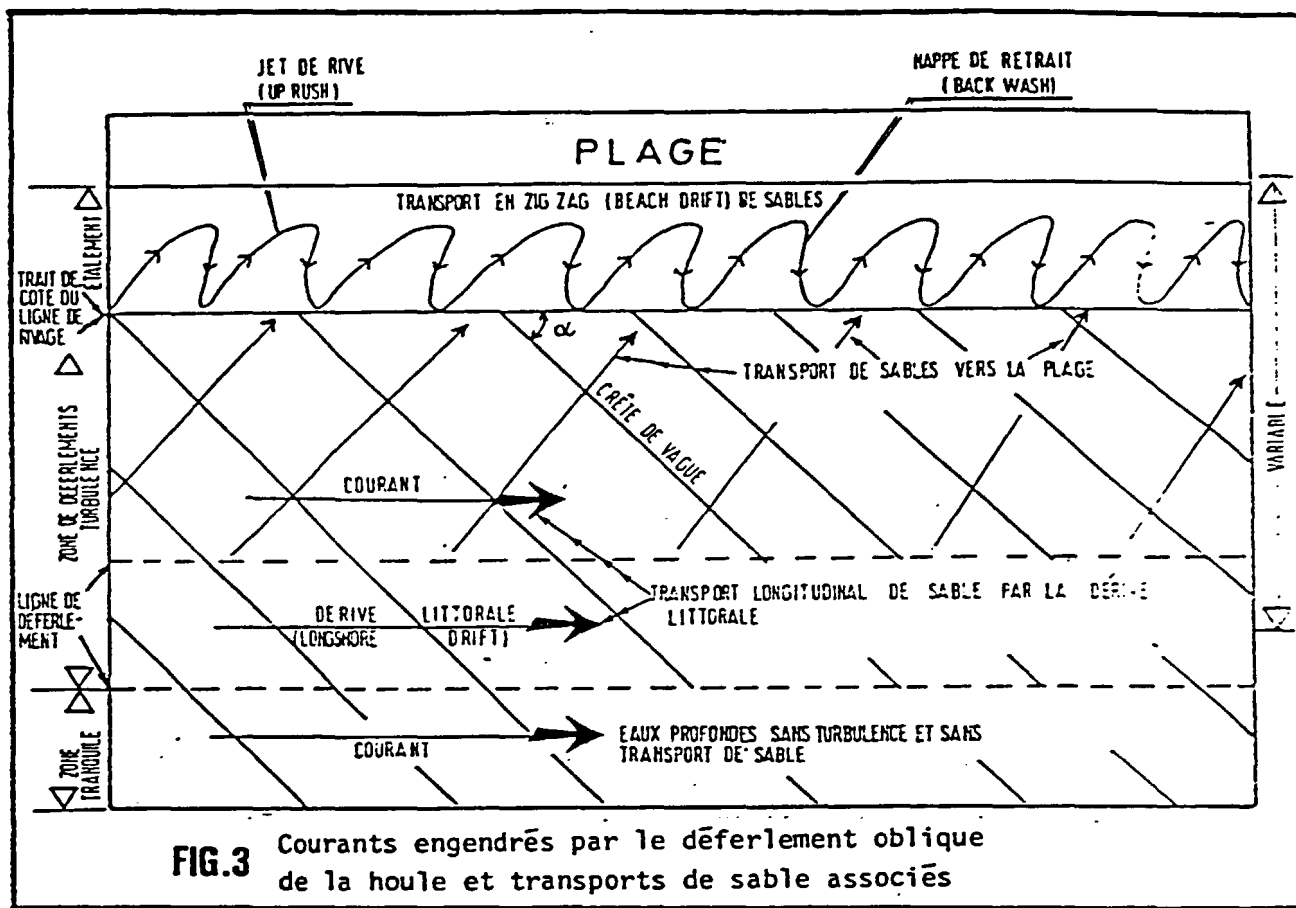 JET DE RIVE
(UP RUSH)
NAPPE DE RETRAIT
(BACK WASH)
PLAGE
TRANSPORT EN ZIG ZAG (BEACH DRIFT) DE SABLES
ETALEMENT
TRAIT DE
COTE OU
LIGNE DE
RIVAGE
α
TRANSPORT DE SABLES VERS LA PLAGE
CRÊTE DE VAGUE
ZONE DE DEFERLEMENTS
TURBULENCE
VARIABLE
COURANT
LIGNE DE
DEFERLE-
MENT
TRANSPORT LONGITUDINAL DE SABLE PAR LA DÉRIVE
LITTORALE
DERIVE LITTORALE
(LONGSHORE DRIFT)
ZONE
TRANQUILE
COURANT
EAUX PROFONDES SANS TURBULENCE ET SANS
TRANSPORT DE SABLE
FIG.3 Courants engendrés par le déferlement oblique
de la houle et transports de sable associés